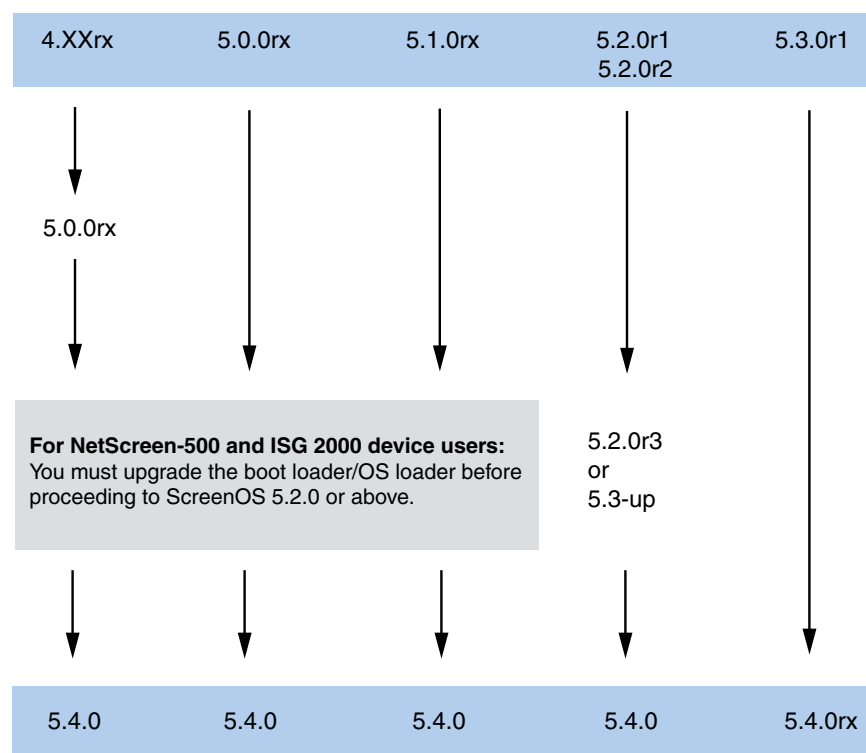 4.XXrx 5.0.0rx 5.1.0rx 5.2.0r1 5.3.0r1
5.2.0r2
5.0.0rx
For NetScreen-500 and ISG 2000 device users:
You must upgrade the boot loader/OS loader before
proceeding to ScreenOS 5.2.0 or above.
5.2.0r3
or
5.3-up
5.4.0 5.4.0 5.4.0 5.4.0 5.4.0rx